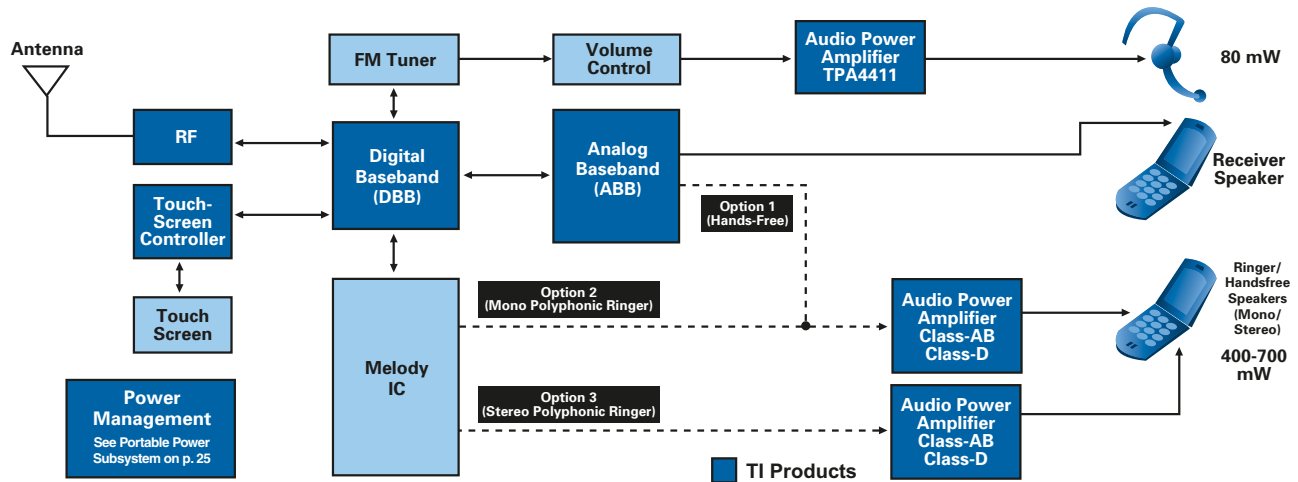 Antenna
FM Tuner
Volume
Control
Audio Power
Amplifier
TPA4411
80 mW
RF
Digital
Baseband
(DBB)
Analog
Baseband
(ABB)
Receiver
Speaker
Touch-
Screen
Controller
Option 1
(Hands-Free)
Touch
Screen
Option 2
(Mono Polyphonic Ringer)
Audio Power
Amplifier
Class-AB
Class-D
Ringer/
Handsfree
Speakers
(Mono/
Stereo)
400-700
mW
Melody
IC
Power
Management
See Portable Power
Subsystem on p. 25
Option 3
(Stereo Polyphonic Ringer)
Audio Power
Amplifier
Class-AB
Class-D
TI Products